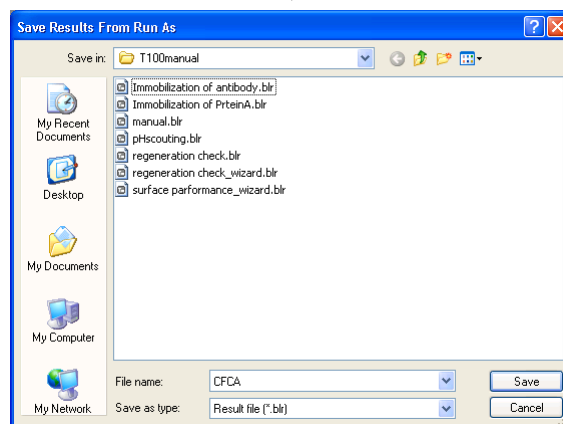 Save Results From Run As
Save in:
T100manual
My Recent
Documents
Desktop
My Documents
My Computer
My Network
Immobilization of antibody.blr
Immobilization of PrteinA.blr
manual.blr
pHscouting.blr
regeneration check.blr
regeneration check_wizard.blr
surface parformance_wizard.blr
File name:
CFCA
Save
Save as type:
Result file (*.blr)
Cancel